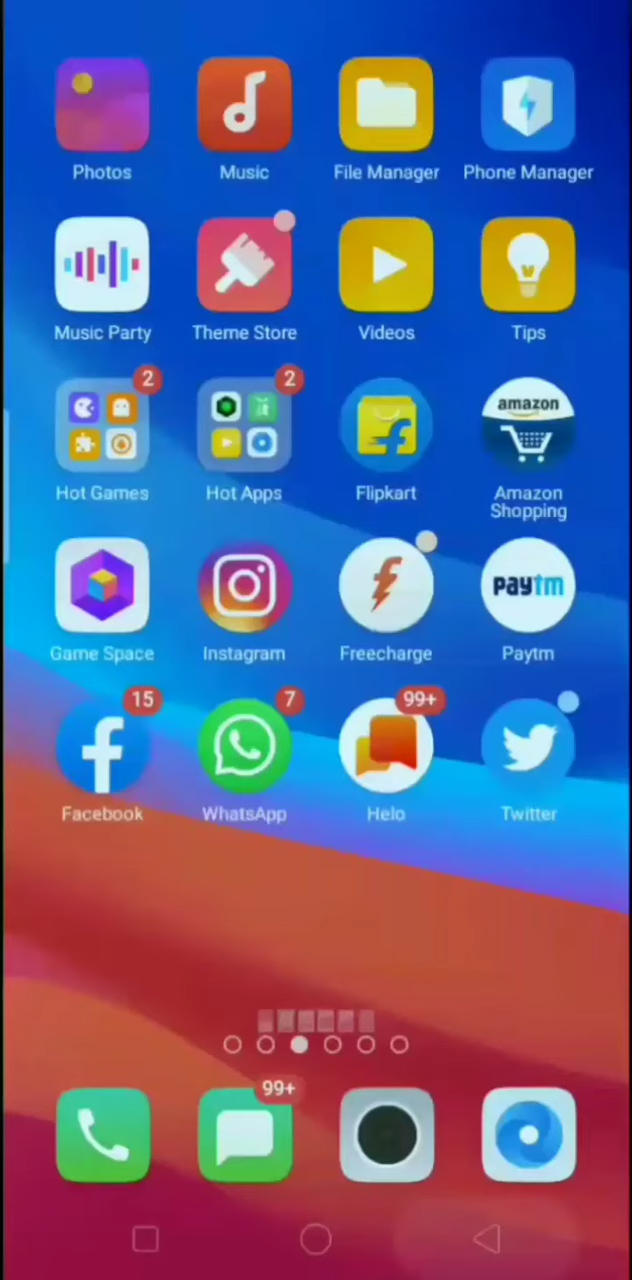 Photos Music File Manager Phone Manager
Music Party Theme Store Videos Tips
2 2
amazon
Hot Games Hot Apps Flipkart Amazon
Shopping
paytm
Game Space Instagram Freecharge Paytm
15 7 99+
Facebook WhatsApp Helo Twitter
99+